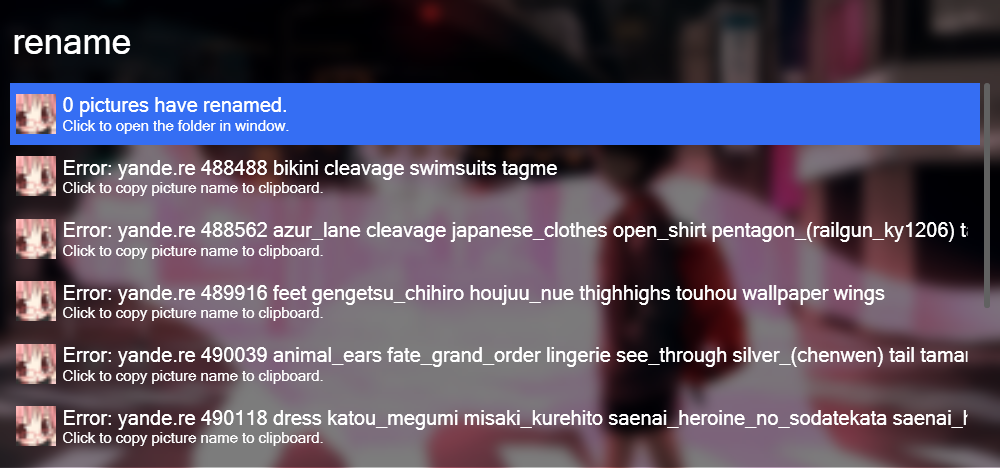 rename
0 pictures have renamed.
Click to open the folder in window.
Error: yande.re 488488 bikini cleavage swimsuits tagme
Click to copy picture name to clipboard.
Error: yande.re 488562 azur_lane cleavage japanese_clothes open_shirt pentagon_(railgun_ky1206)
Click to copy picture name to clipboard.
Error: yande.re 489916 feet gengetsu_chihiro houjuu_nue thighhighs touhou wallpaper wings
Click to copy picture name to clipboard.
Error: yande.re 490039 animal_ears fate_grand_order lingerie see_through silver_(chenwen) tail
Click to copy picture name to clipboard.
Error: yande.re 490118 dress katou_megumi misaki_kurehito saenai_heroine_no_sodatekata
Click to copy picture name to clipboard.